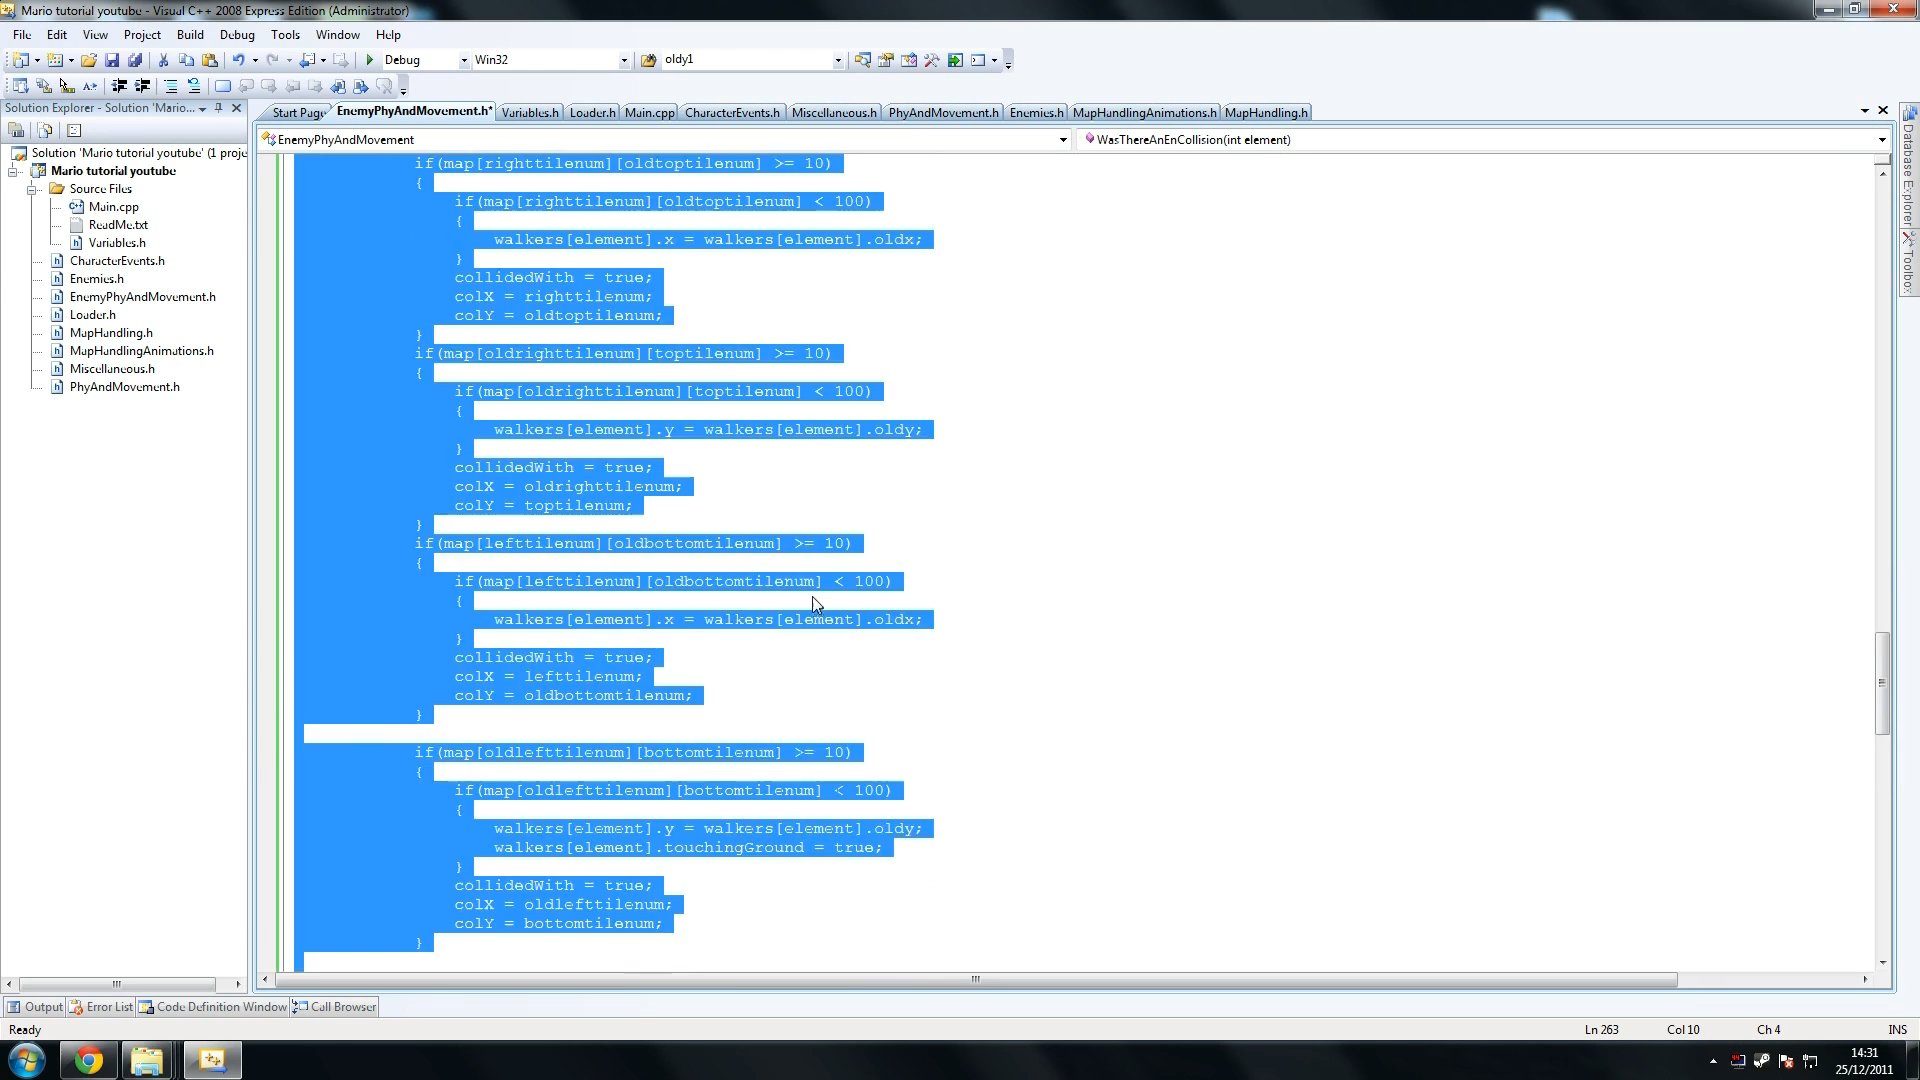 Mario tutorial youtube - Visual C++ 2008 Express Edition (Administrator)
File Edit View Project Build Debug Tools Window Help
Debug Win32 oldy1
Solution Explorer - Solution 'Mario...
Start Page EnemyPhyAndMovement.h* Variables.h Loader.h Main.cpp CharacterEvents.h Miscellaneous.h PhyAndMovement.h Enemies.h MapHandlingAnimations.h MapHandling.h
EnemyPhyAndMovement WasThereAnEnCollision(int element)
Solution 'Mario tutorial youtube' (1 proje
Mario tutorial youtube
Source Files
Main.cpp
ReadMe.txt
Variables.h
CharacterEvents.h
Enemies.h
EnemyPhyAndMovement.h
Loader.h
MapHandling.h
MapHandlingAnimations.h
Miscellaneous.h
PhyAndMovement.h
if(map[righttilenum][oldtoptilenum] >= 10)
{
if(map[righttilenum][oldtoptilenum] < 100)
{
walkers[element].x = walkers[element].oldx;
}
collidedWith = true;
colX = righttilenum;
colY = oldtoptilenum;
}
if(map[oldrighttilenum][toptilenum] >= 10)
{
if(map[oldrighttilenum][toptilenum] < 100)
{
walkers[element].y = walkers[element].oldy;
}
collidedWith = true;
colX = oldrighttilenum;
colY = toptilenum;
}
if(map[lefttilenum][oldbottomtilenum] >= 10)
{
if(map[lefttilenum][oldbottomtilenum] < 100)
{
walkers[element].x = walkers[element].oldx;
}
collidedWith = true;
colX = lefttilenum;
colY = oldbottomtilenum;
}
if(map[oldlefttilenum][bottomtilenum] >= 10)
{
if(map[oldlefttilenum][bottomtilenum] < 100)
{
walkers[element].y = walkers[element].oldy;
walkers[element].touchingGround = true;
}
collidedWith = true;
colX = oldlefttilenum;
colY = bottomtilenum;
}
Database Explorer
Toolbox
Output Error List Code Definition Window Call Browser
Ready Ln 263 Col 10 Ch 4 INS
14:31
25/12/2011